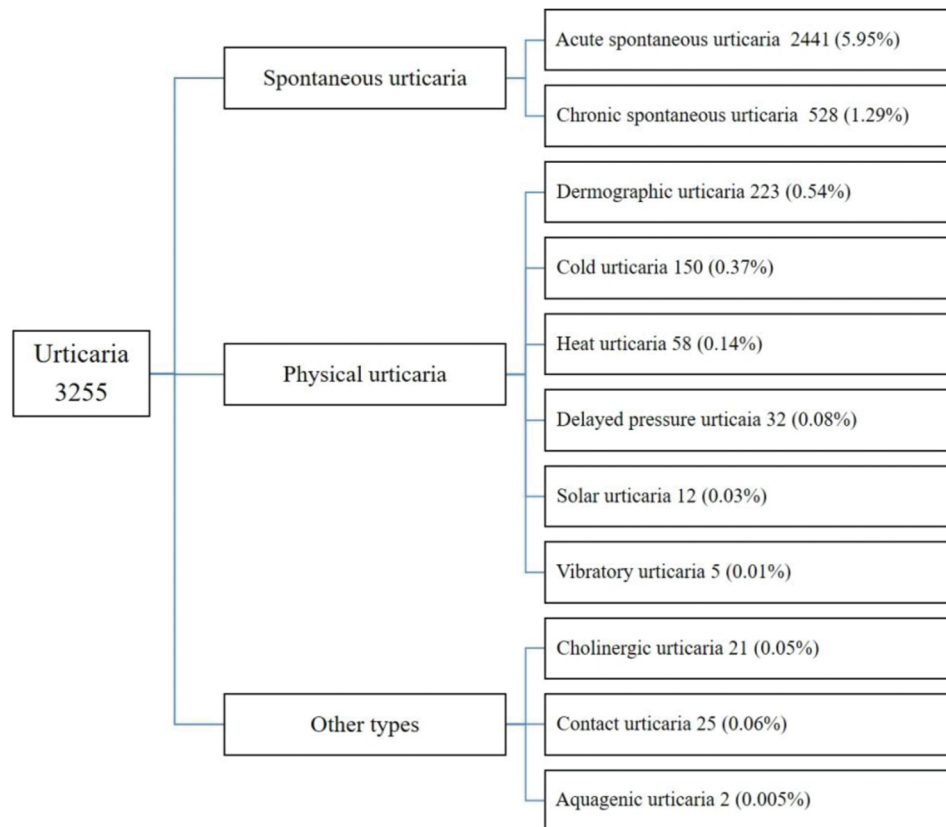 Urticaria
3255
Spontaneous urticaria
Acute spontaneous urticaria 2441 (5.95%)
Chronic spontaneous urticaria 528 (1.29%)
Physical urticaria
Dermographic urticaria 223 (0.54%)
Cold urticaria 150 (0.37%)
Heat urticaria 58 (0.14%)
Delayed pressure urticaia 32 (0.08%)
Solar urticaria 12 (0.03%)
Vibratory urticaria 5 (0.01%)
Other types
Cholinergic urticaria 21 (0.05%)
Contact urticaria 25 (0.06%)
Aquagenic urticaria 2 (0.005%)